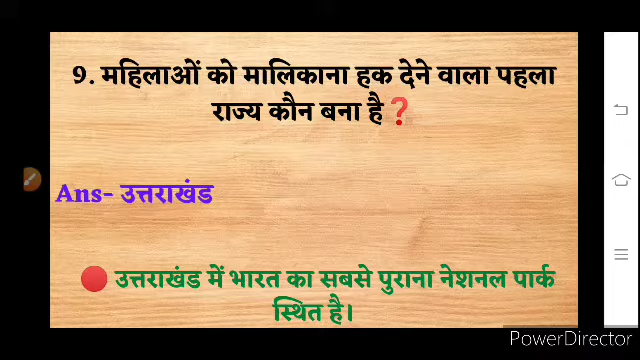 9. महिलाओं को मालिकाना हक देने वाला पहला
राज्य कौन बना है❓
Ans- उत्तराखंड
🔴 उत्तराखंड में भारत का सबसे पुराना नेशनल पार्क
स्थित है।
PowerDirector